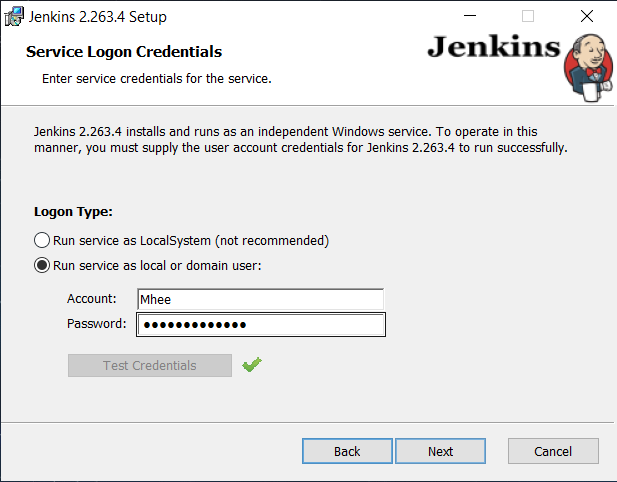 Jenkins 2.263.4 Setup
Service Logon Credentials
Enter service credentials for the service.
Jenkins
Jenkins 2.263.4 installs and runs as an independent Windows service. To operate in this
manner, you must supply the user account credentials for Jenkins 2.263.4 to run successfully.
Logon Type:
Run service as LocalSystem (not recommended)
Run service as local or domain user:
Account: Mhee
Password: ●●●●●●●●●●●●●
Test Credentials
Back Next Cancel